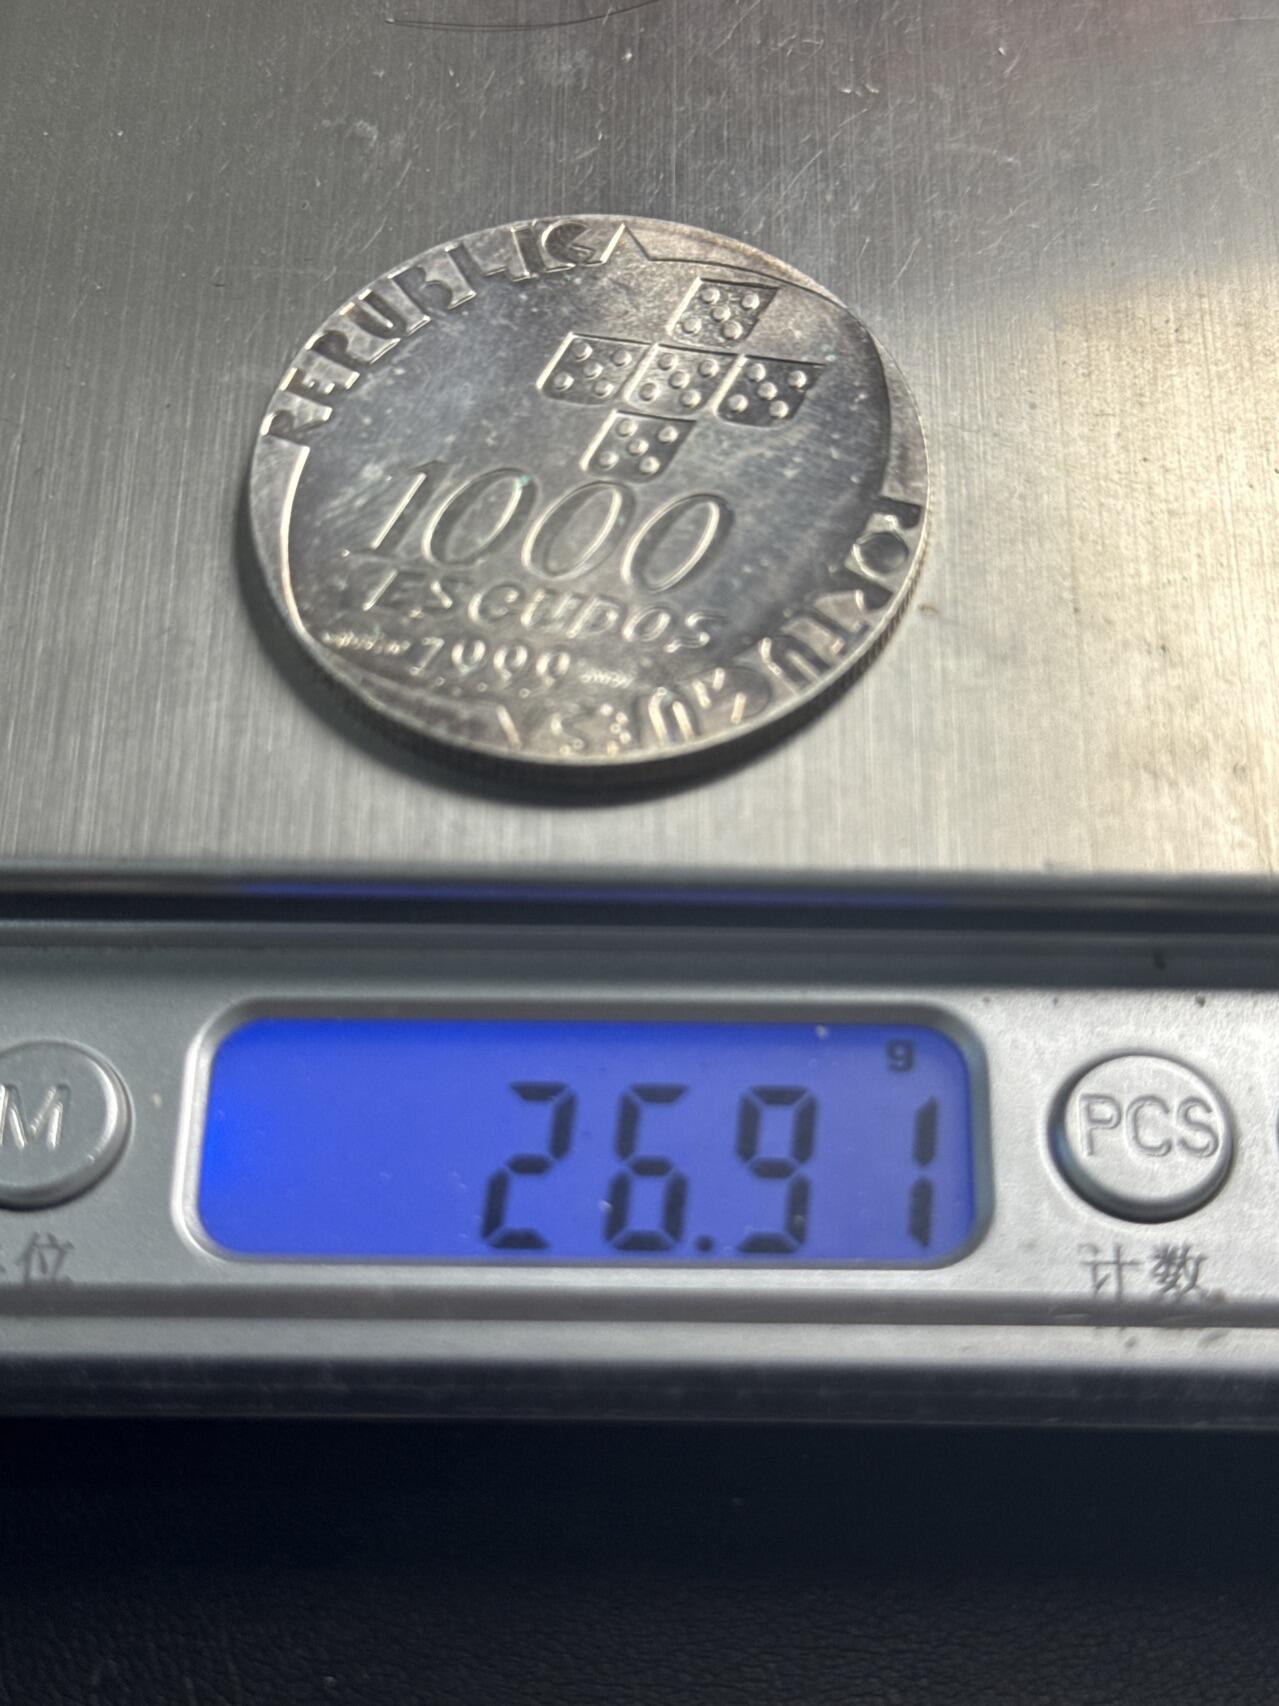 REPUBLICA
1000
ESCUDOS
1999
PORTUGUESA
g
26.91
M
PCS
位
计数